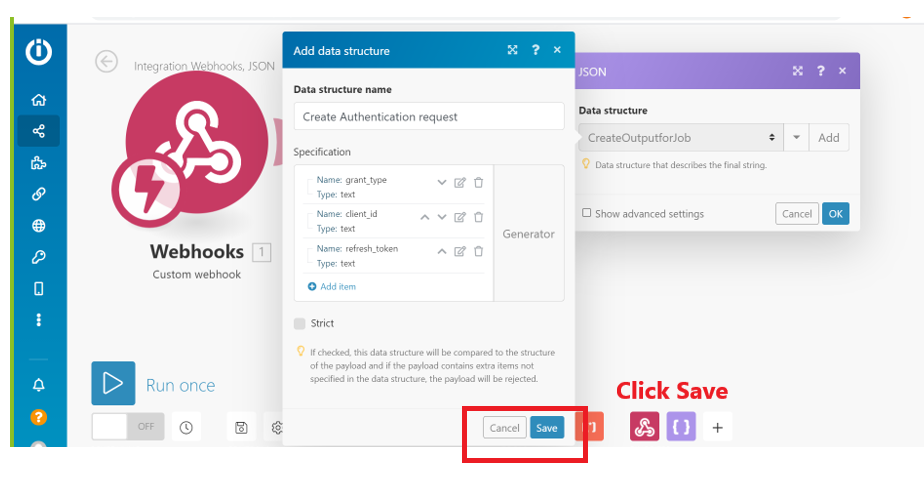 Integration Webhooks, JSON
Webhooks 1
Custom webhook
Run once
OFF
Add data structure
?
×
Data structure name
Create Authentication request
Specification
Name: grant_type
Type: text
Name: client_id
Type: text
Name: refresh_token
Type: text
Add item
Generator
Strict
If checked, this data structure will be compared to the structure
of the payload and if the payload contains extra items not
specified in the data structure, the payload will be rejected.
Cancel Save
JSON
?
×
Data structure
CreateOutputforJob
Add
Data structure that describes the final string.
Show advanced settings
Cancel OK
Click Save
{ }
+
?